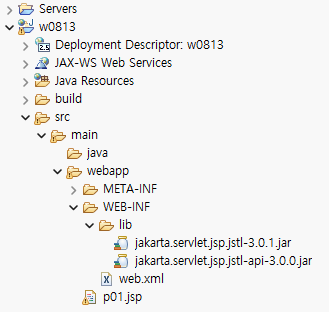 Servers
w0813
Deployment Descriptor: w0813
JAX-WS Web Services
Java Resources
build
src
main
java
webapp
META-INF
WEB-INF
lib
jakarta.servlet.jsp.jstl-3.0.1.jar
jakarta.servlet.jsp.jstl-api-3.0.0.jar
web.xml
p01.jsp